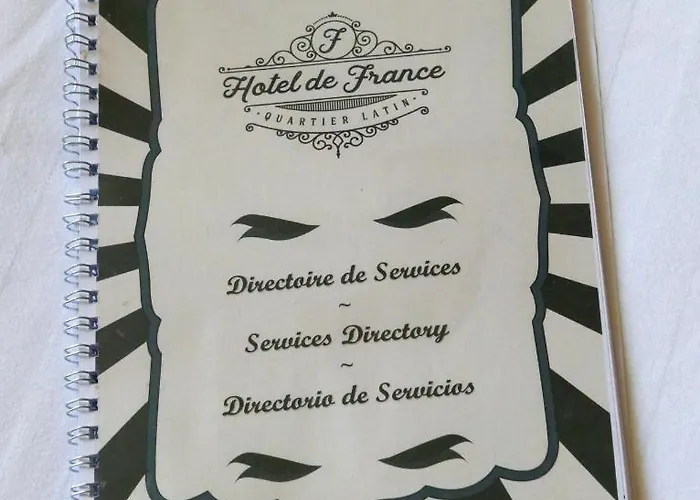 F
Hotel de France
· QUARTIER LATIN ·
Directoire de Services
~
Services Directory
~
Directorio de Servicios